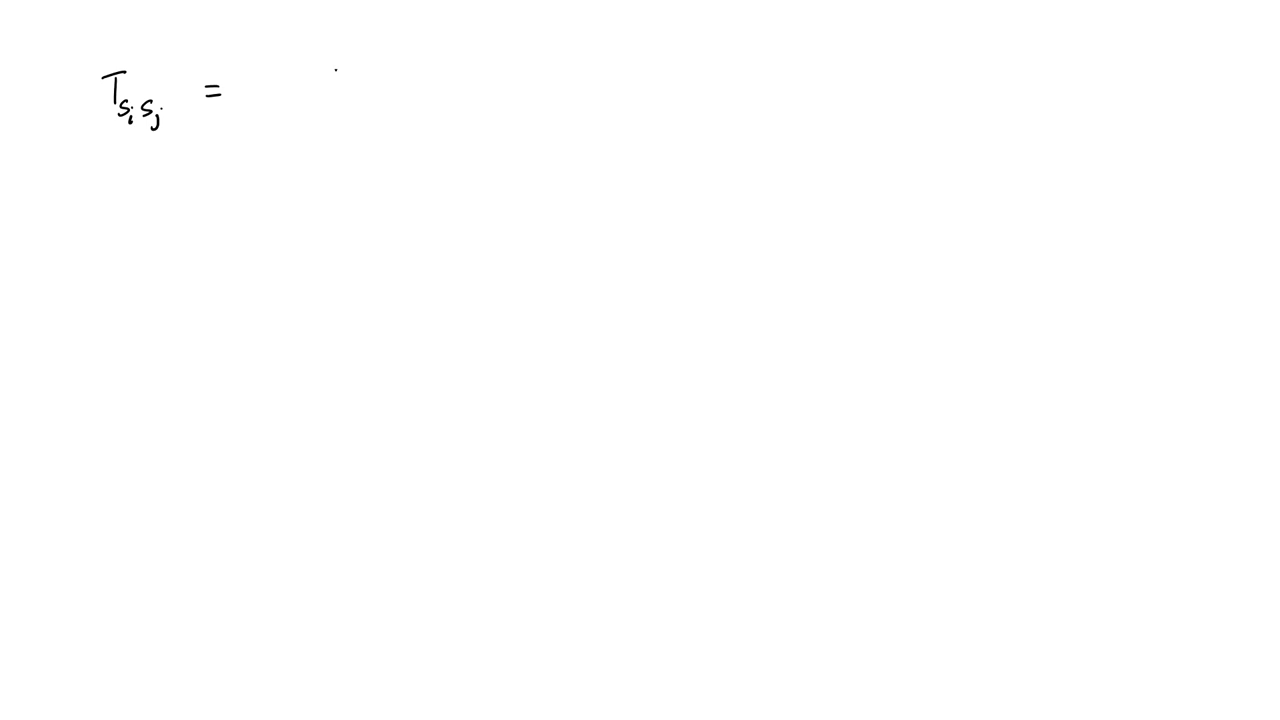 T_{s_i s_j} =